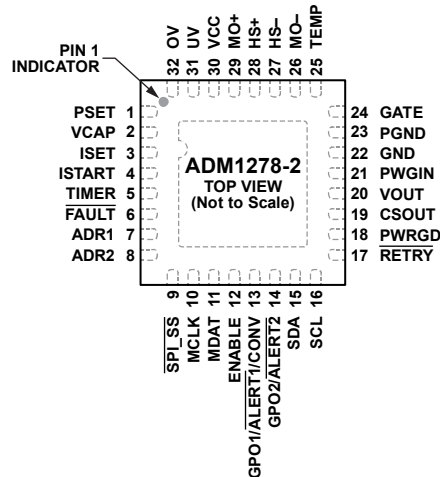 OV
UV
VCC
MO+
HS+
HS–
MO–
TEMP
32
31
30
29
28
27
26
25
PIN 1
INDICATOR
PSET 1
VCAP 2
ISET 3
ISTART 4
TIMER 5
FAULT 6
ADR1 7
ADR2 8
ADM1278-2
TOP VIEW
(Not to Scale)
24 GATE
23 PGND
22 GND
21 PWGIN
20 VOUT
19 CSOUT
18 PWRGD
17 RETRY
9
10
11
12
13
14
15
16
SPI_SS
MCLK
MDAT
ENABLE
GPO1/ALERT1/CONV
GPO2/ALERT2
SDA
SCL